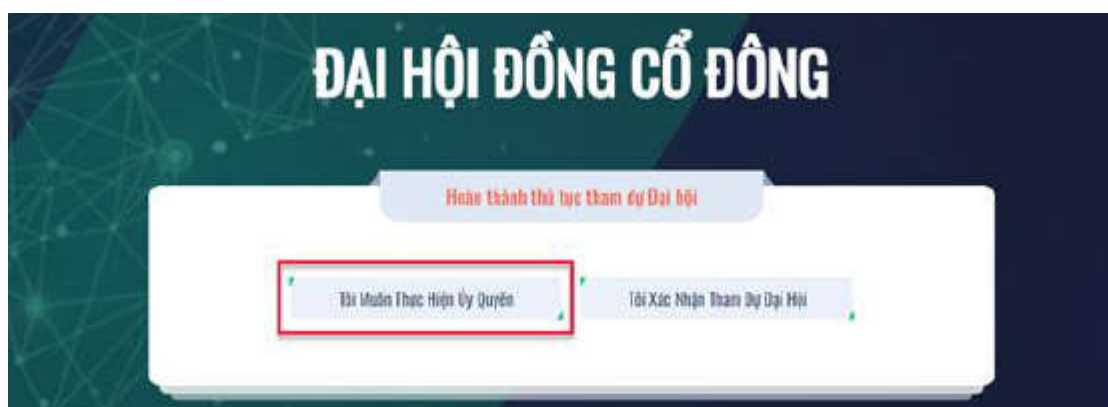 ĐẠI HỘI ĐỒNG CỔ ĐÔNG
Hoàn thành thủ tục tham dự Đại hội
Tôi Muốn Thực Hiện Ủy Quyền
Tôi Xác Nhận Tham Dự Đại Hội